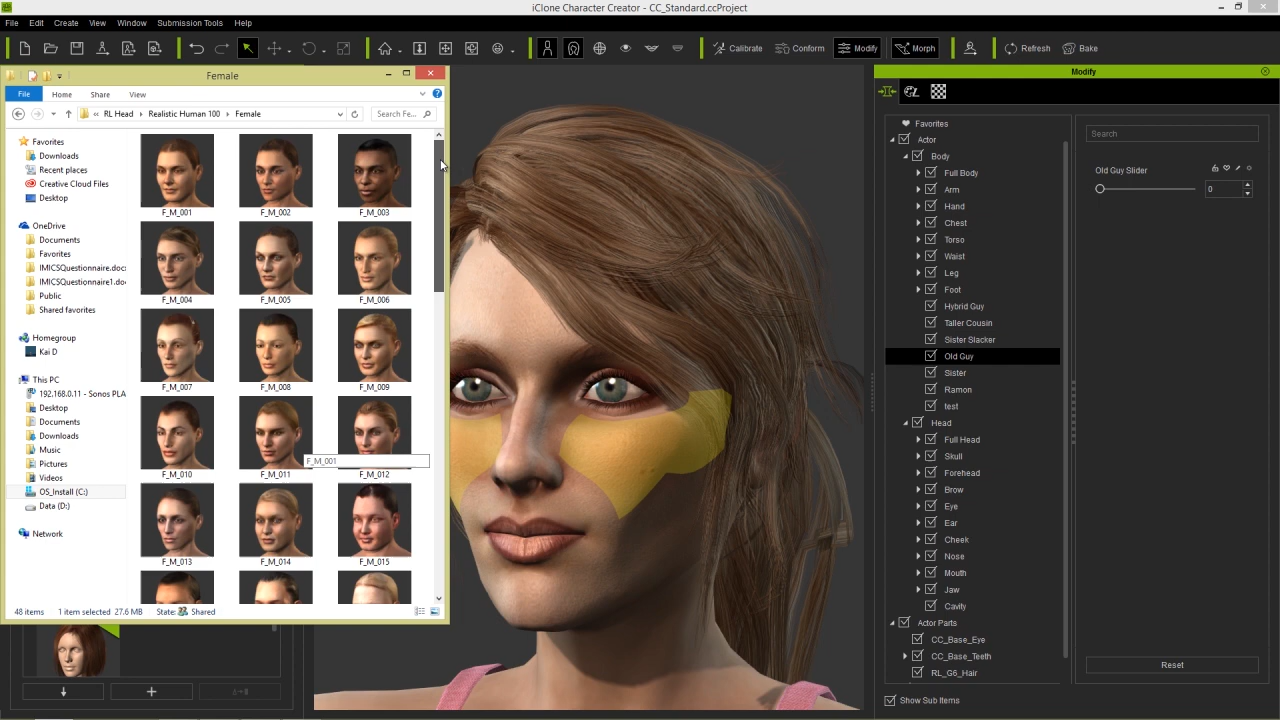 iClone Character Creator - CC_Standard.ccProject
File Edit Create View Window Submission Tools Help
Calibrate Conform Modify Morph Refresh Bake
Female
File Home Share View
« RL Head Realistic Human 100 Female
Search Fe...
Favorites
Downloads
Recent places
Creative Cloud Files
Desktop
OneDrive
Documents
Favorites
IMICSQuestionnaire.docx
IMICSQuestionnaire1.doc
Public
Shared favorites
Homegroup
Kai D
This PC
192.168.0.11 - Sonos PLA
Desktop
Documents
Downloads
Music
Pictures
Videos
OS_Install (C:)
Data (D:)
Network
F_M_001 F_M_002 F_M_003
F_M_004 F_M_005 F_M_006
F_M_007 F_M_008 F_M_009
F_M_010 F_M_011 F_M_012
F_M_001
F_M_013 F_M_014 F_M_015
48 items 1 item selected 27.6 MB State: Shared
Modify
Favorites
Actor
Body
Full Body
Arm
Hand
Chest
Torso
Waist
Leg
Foot
Hybrid Guy
Taller Cousin
Sister Slacker
Old Guy
Sister
Ramon
test
Head
Full Head
Skull
Forehead
Brow
Eye
Ear
Cheek
Nose
Mouth
Jaw
Cavity
Actor Parts
CC_Base_Eye
CC_Base_Teeth
RL_G6_Hair
Show Sub Items
Search
Old Guy Slider
0
Reset